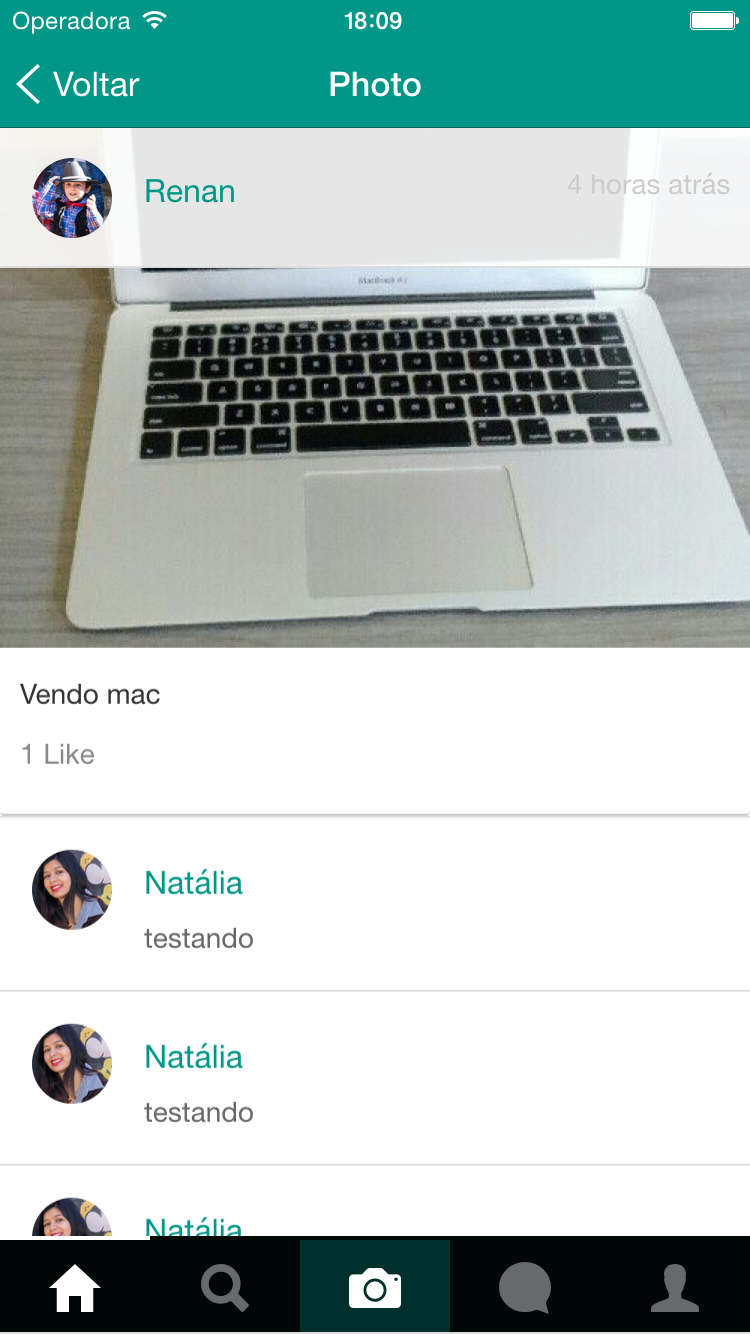 Operadora 18:09
Voltar Photo
Renan 4 horas atrás
MacBook Air
Vendo mac
1 Like
Natália
testando
Natália
testando
Natália